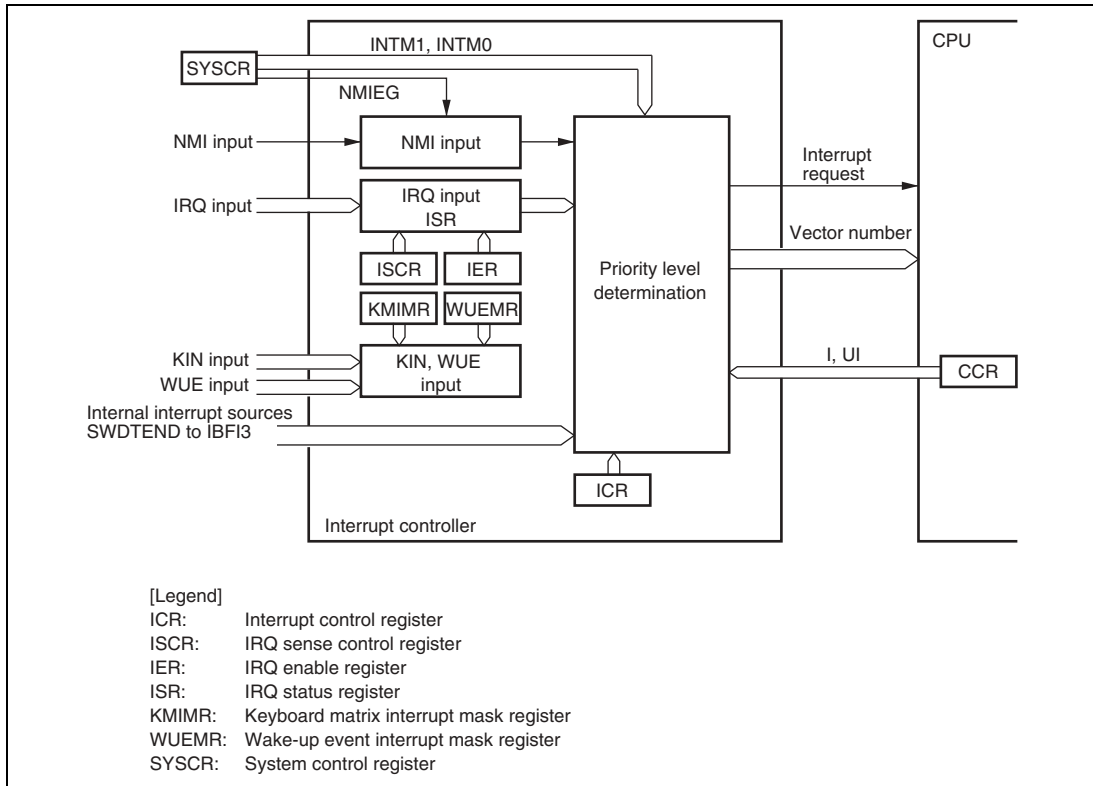 INTM1, INTM0
CPU
SYSCR
NMIEG
NMI input
NMI input
Interrupt
request
IRQ input
IRQ input
ISR
Vector number
ISCR
IER
Priority level
determination
KMIMR
WUEMR
KIN input
WUE input
KIN, WUE
input
I, UI
CCR
Internal interrupt sources
SWDTEND to IBFI3
ICR
Interrupt controller
[Legend]
ICR: Interrupt control register
ISCR: IRQ sense control register
IER: IRQ enable register
ISR: IRQ status register
KMIMR: Keyboard matrix interrupt mask register
WUEMR: Wake-up event interrupt mask register
SYSCR: System control register